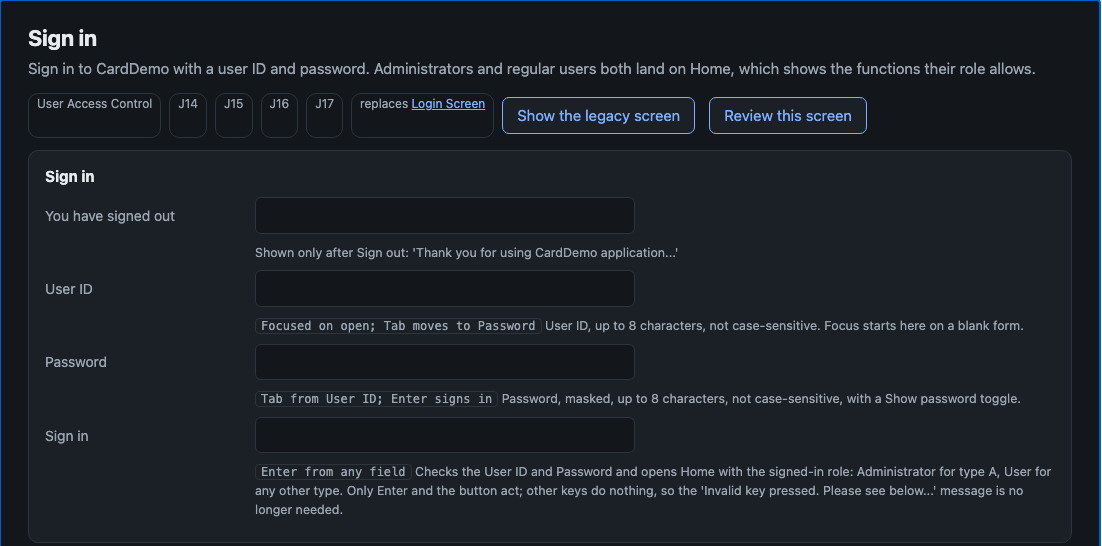 Sign in
Sign in to CardDemo with a user ID and password. Administrators and regular users both land on Home, which shows the functions their role allows.
User Access Control J14 J15 J16 J17 replaces Login Screen Show the legacy screen Review this screen
Sign in
You have signed out
Shown only after Sign out: 'Thank you for using CardDemo application...'
User ID
Focused on open; Tab moves to Password User ID, up to 8 characters, not case-sensitive. Focus starts here on a blank form.
Password
Tab from User ID; Enter signs in Password, masked, up to 8 characters, not case-sensitive, with a Show password toggle.
Sign in
Enter from any field Checks the User ID and Password and opens Home with the signed-in role: Administrator for type A, User for
any other type. Only Enter and the button act; other keys do nothing, so the 'Invalid key pressed. Please see below...' message is no
longer needed.